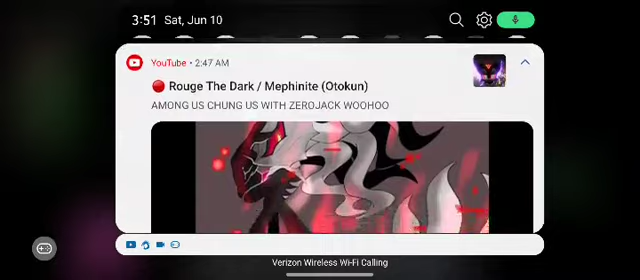 3:51 Sat, Jun 10
YouTube • 2:47 AM
🔴 Rouge The Dark / Mephinite (Otokun)
AMONG US CHUNG US WITH ZEROJACK WOOHOO
Verizon Wireless Wi-Fi Calling